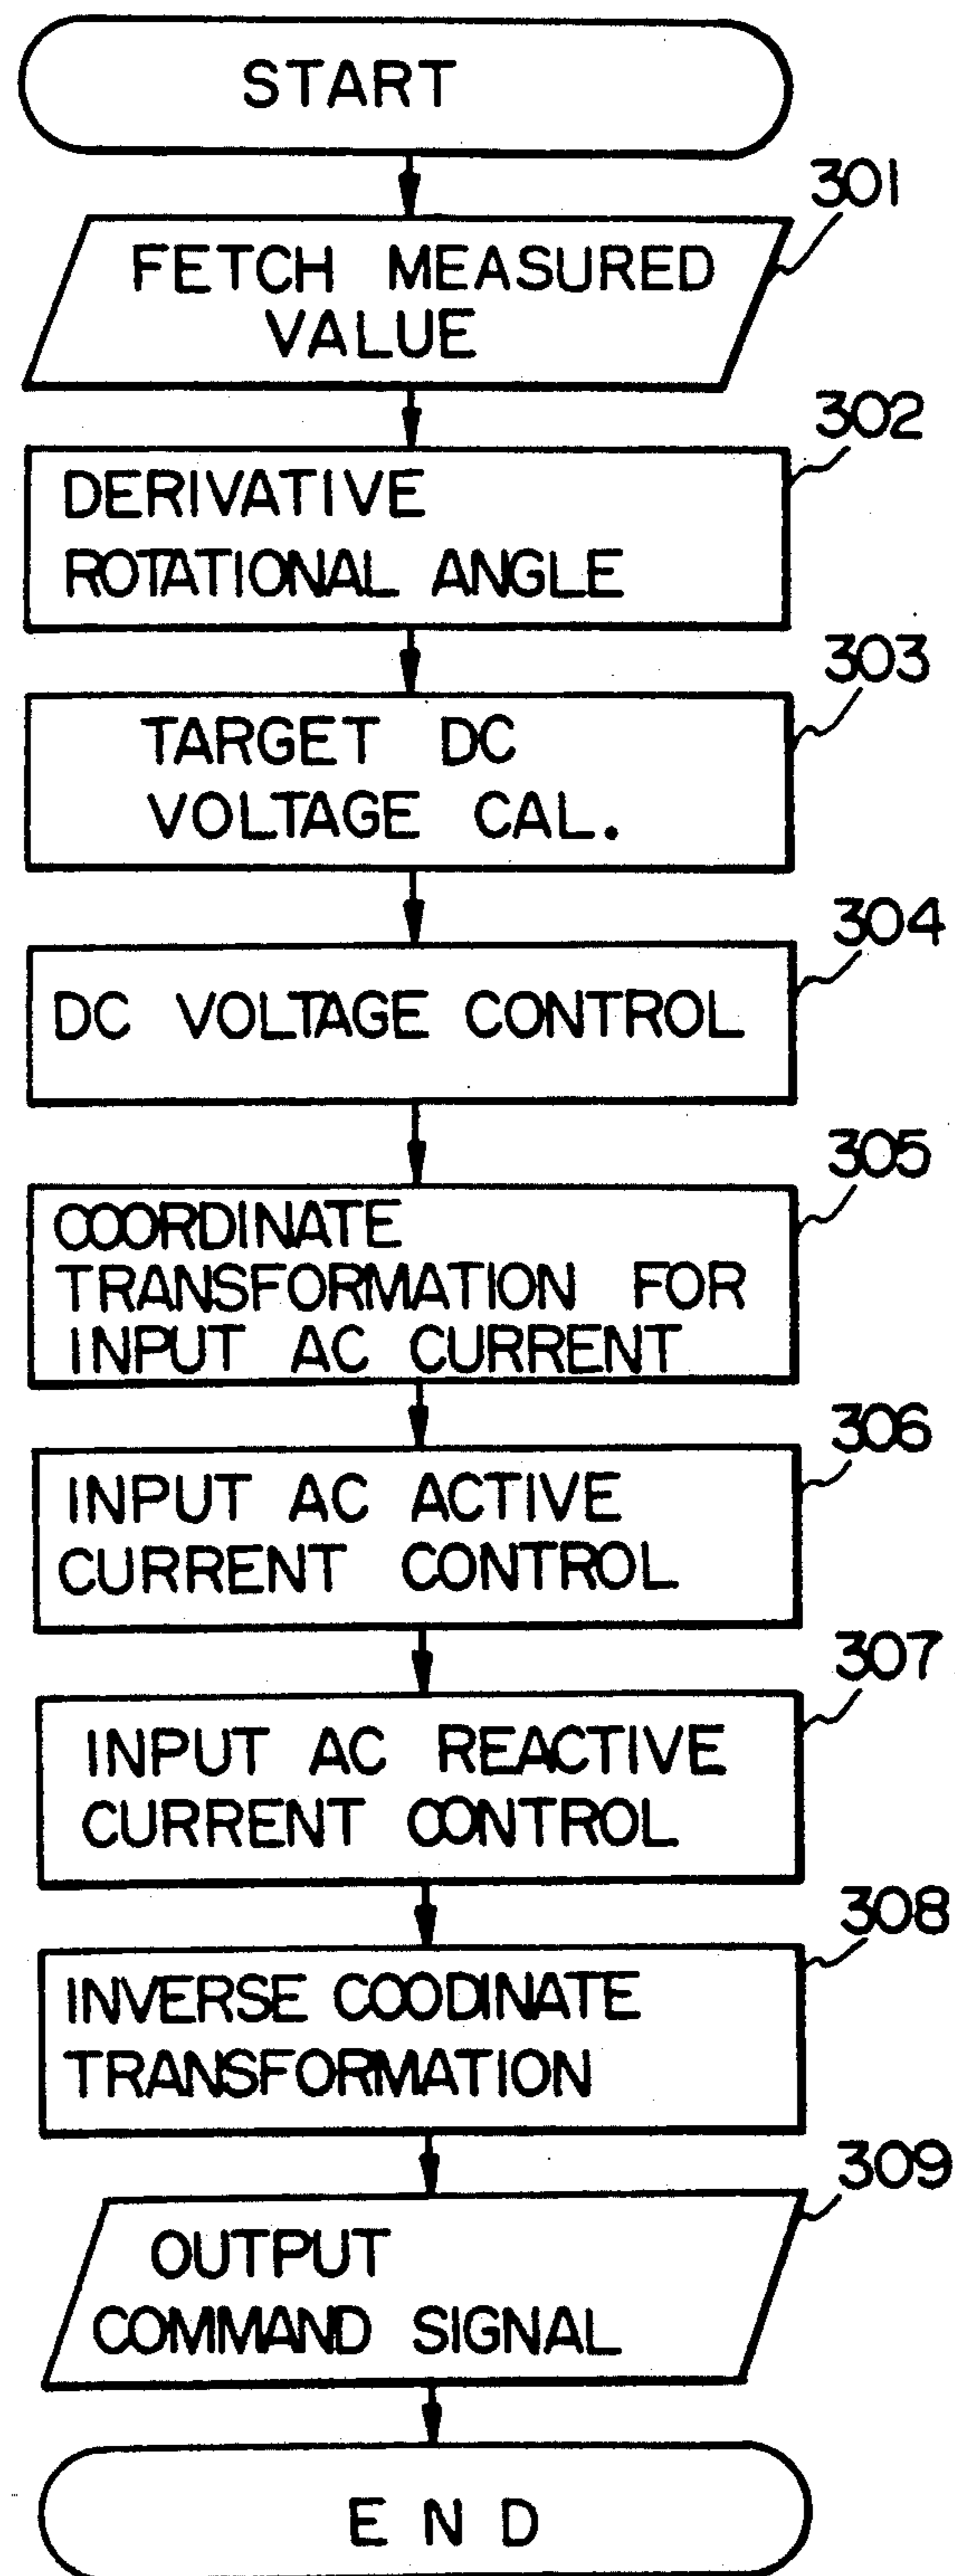 START
301
FETCH MEASURED
VALUE
302
DERIVATIVE
ROTATIONAL ANGLE
303
TARGET DC
VOLTAGE CAL.
304
DC VOLTAGE CONTROL
305
COORDINATE
TRANSFORMATION FOR
INPUT AC CURRENT
306
INPUT AC ACTIVE
CURRENT CONTROL
307
INPUT AC REACTIVE
CURRENT CONTROL
308
INVERSE COODINATE
TRANSFORMATION
309
OUTPUT
COMMAND SIGNAL
END